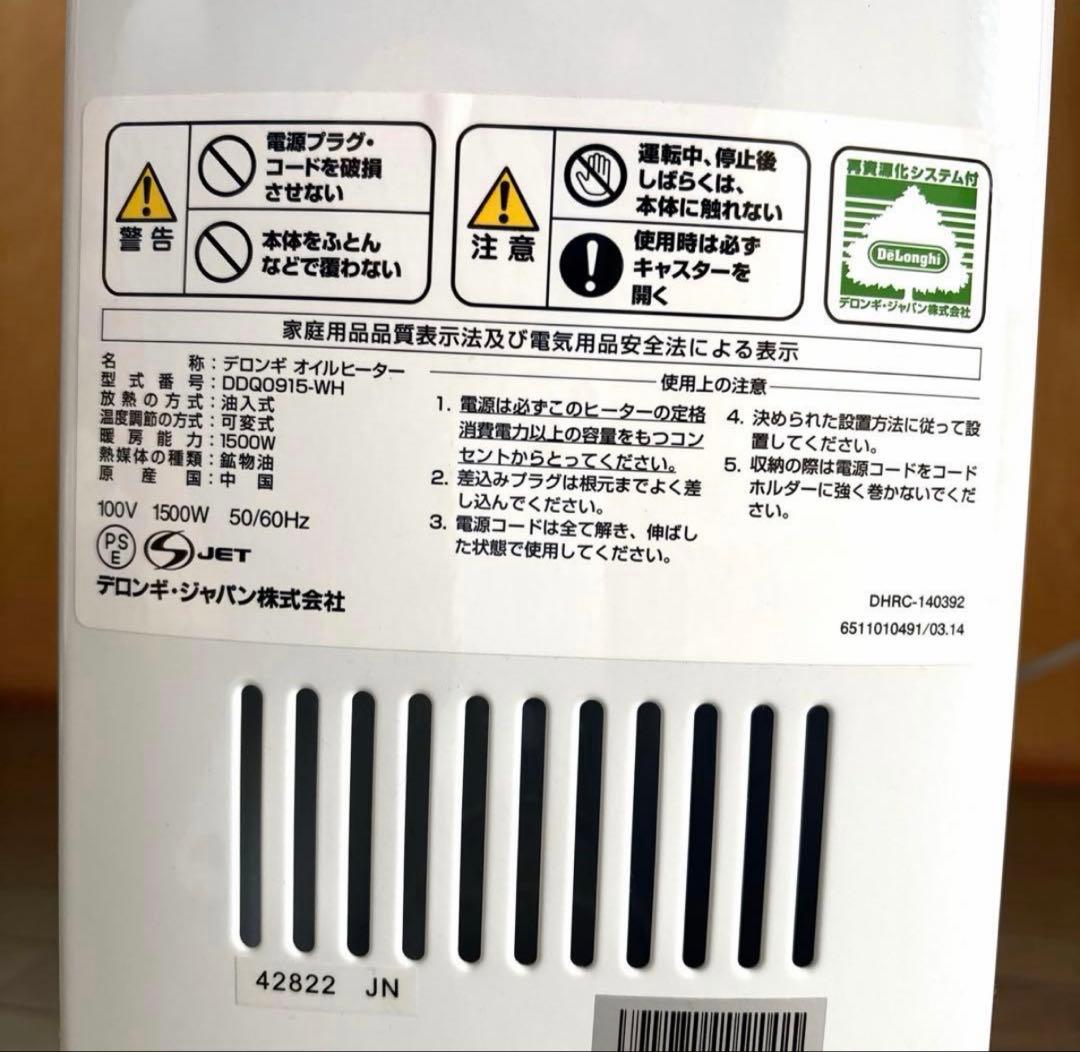 電源プラグ・
コードを破損
させない
本体をふとん
などで覆わない
警告
運転中、停止後
しばらくは、
本体に触れない
使用時は必ず
キャスターを
開く
注意
再資源化システム付
DeLonghi
デロンギ・ジャパン株式会社
家庭用品品質表示法及び電気用品安全法による表示
名称：デロンギ オイルヒーター
型式番号：DDQ0915-WH
放熱の方式：油入式
温度調節の方式：可変式
暖房能力：1500W
熱媒体の種類：鉱物油
原産国：中国
100V 1500W 50/60Hz
PS
E
S JET
デロンギ・ジャパン株式会社
使用上の注意
1. 電源は必ずこのヒーターの定格
消費電力以上の容量をもつコン
セントからとってください。
2. 差込みプラグは根元までよく差
し込んでください。
3. 電源コードは全て解き、伸ばし
た状態で使用してください。
4. 決められた設置方法に従って設
置してください。
5. 収納の際は電源コードをコード
ホルダーに強く巻かないでくだ
さい。
DHRC-140392
6511010491/03.14
42822 JN